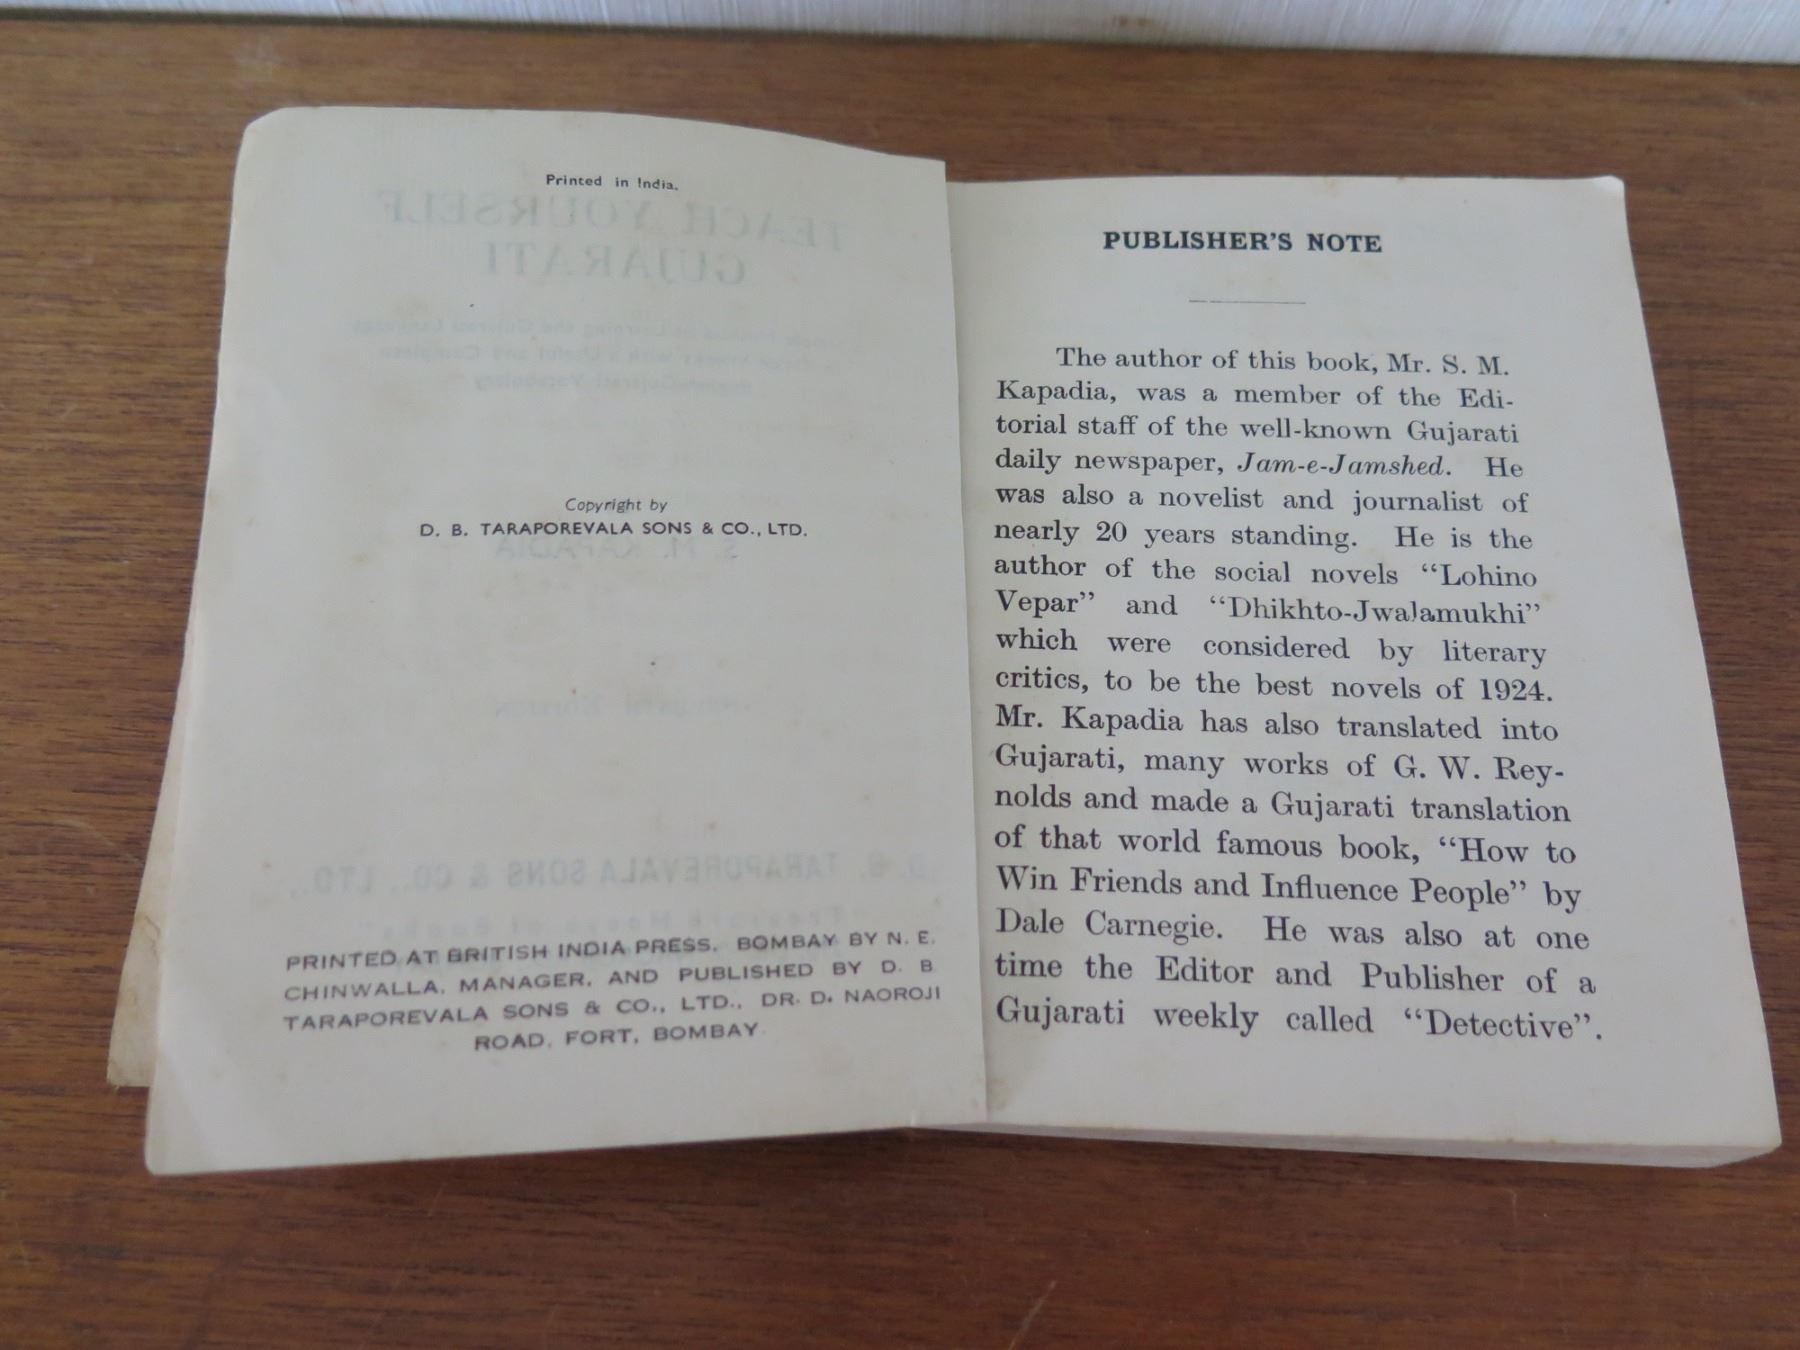 Printed in India.
Copyright by
D. B. TARAPOREVALA SONS & CO., LTD.
PRINTED AT BRITISH INDIA PRESS, BOMBAY BY N. E.
CHINWALLA, MANAGER, AND PUBLISHED BY D. B
TARAPOREVALA SONS & CO., LTD., DR. D. NAOROJI
ROAD, FORT, BOMBAY
PUBLISHER'S NOTE
The author of this book, Mr. S. M.
Kapadia, was a member of the Edi-
torial staff of the well-known Gujarati
daily newspaper, Jam-e-Jamshed. He
was also a novelist and journalist of
nearly 20 years standing. He is the
author of the social novels “Lohino
Vepar” and “Dhikhto-Jwalamukhi”
which were considered by literary
critics, to be the best novels of 1924.
Mr. Kapadia has also translated into
Gujarati, many works of G. W. Rey-
nolds and made a Gujarati translation
of that world famous book, “How to
Win Friends and Influence People” by
Dale Carnegie. He was also at one
time the Editor and Publisher of a
Gujarati weekly called “Detective”.